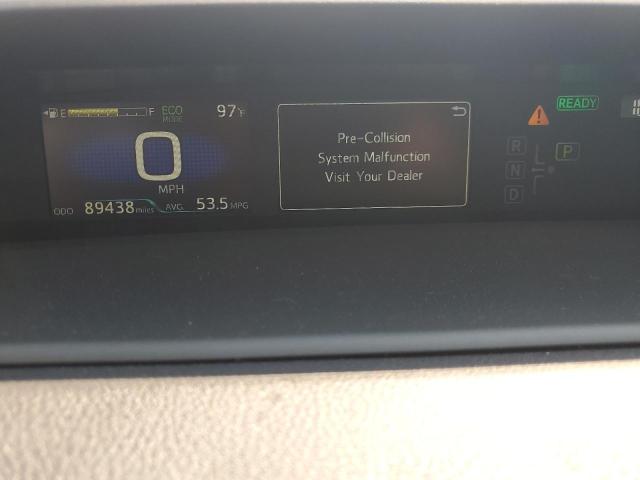 E F ECO MODE 97°F
0
MPH
ODO 89438 miles AVG. 53.5 MPG
Pre-Collision
System Malfunction
Visit Your Dealer
READY
R
N
D
P